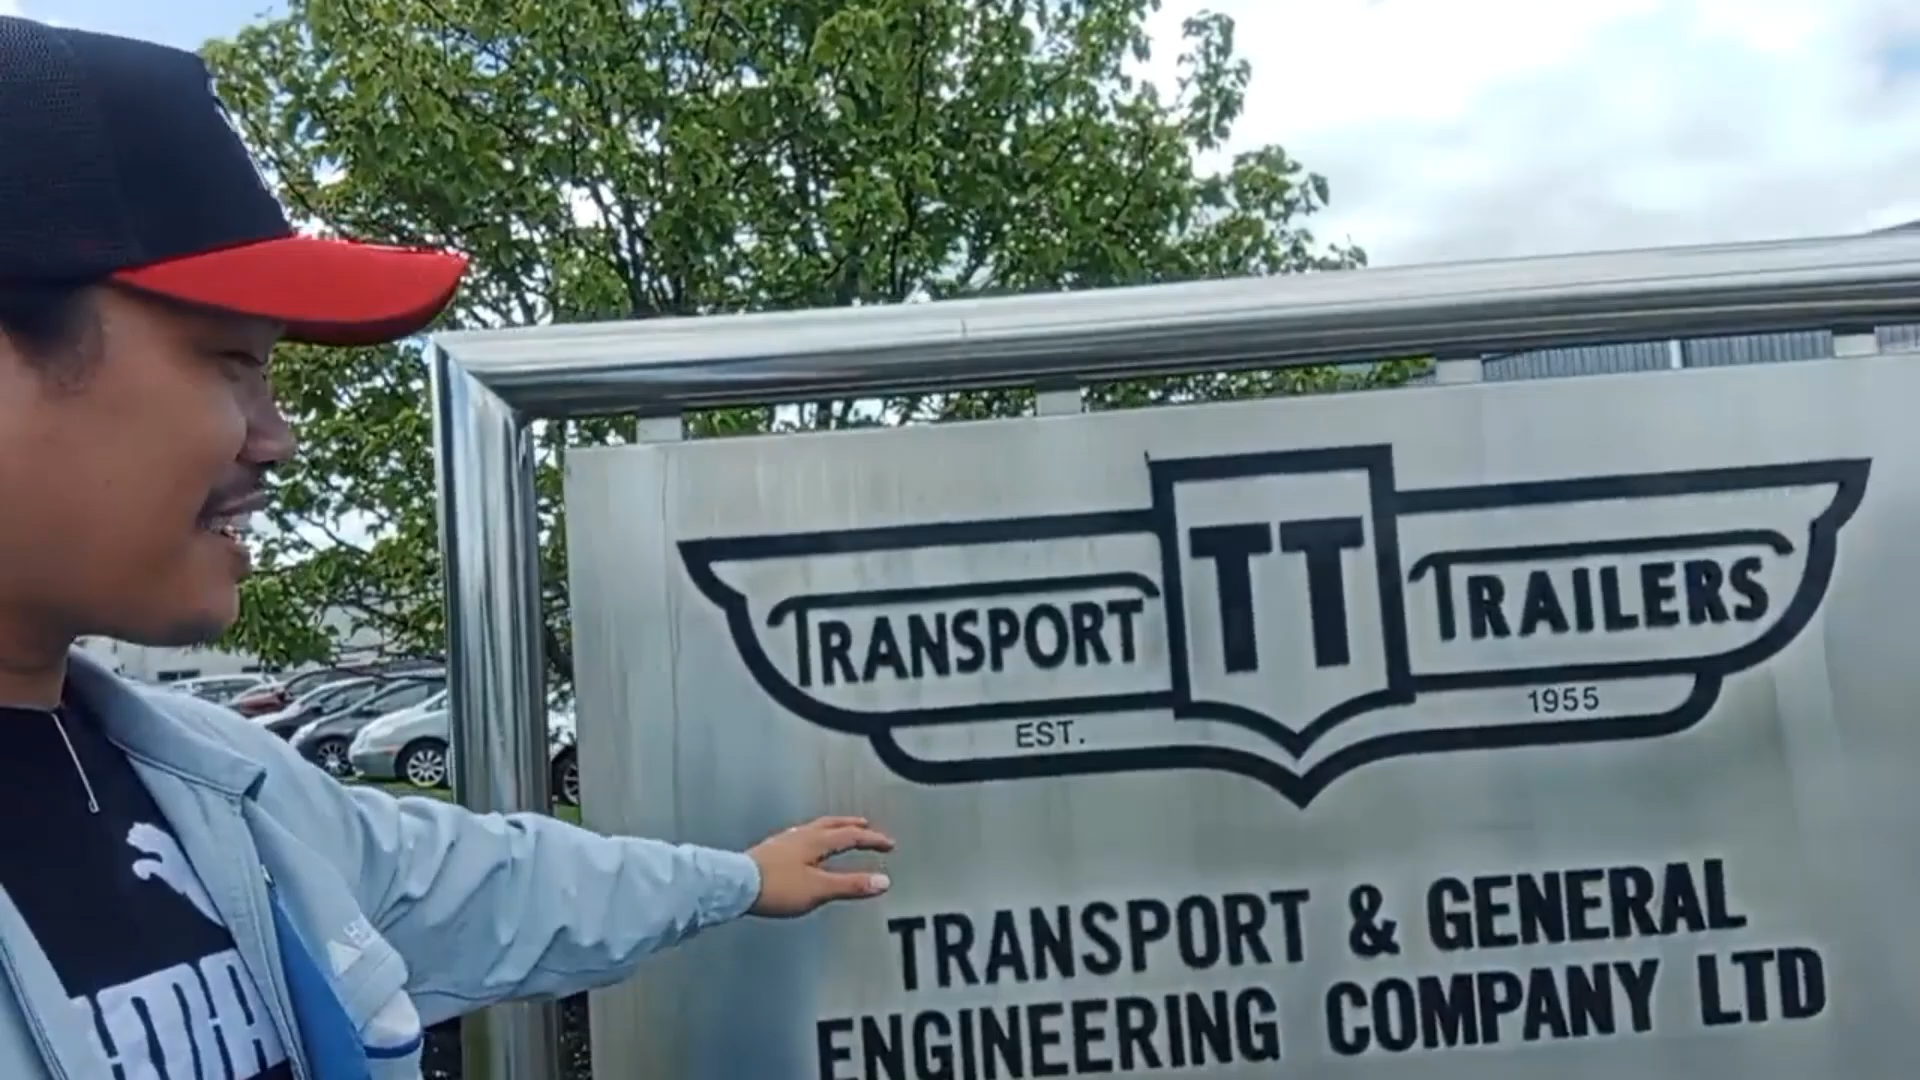 TRANSPORT TT TRAILERS
EST. 1955
TRANSPORT & GENERAL
ENGINEERING COMPANY LTD